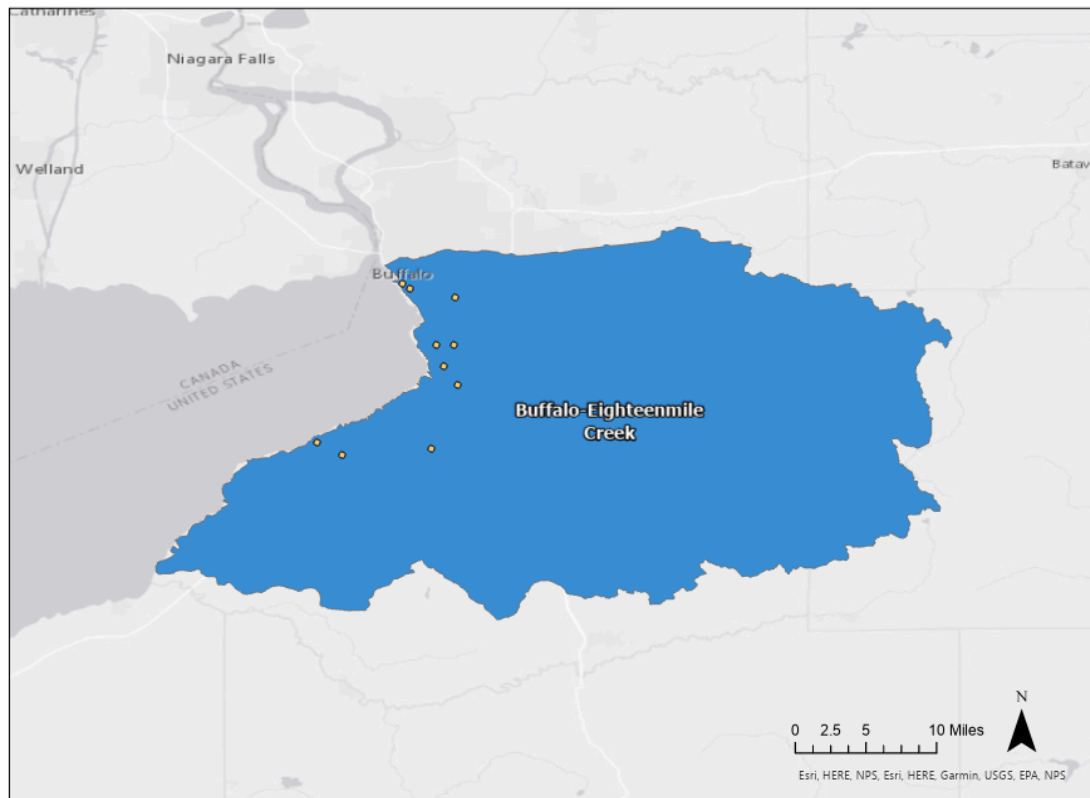 Catharines
Niagara Falls
Welland
Batav
Buffalo
CANADA
UNITED STATES
Buffalo-Eighteenmile
Creek
N
0 2.5 5 10 Miles
Esri, HERE, NPS, Esri, HERE, Garmin, USGS, EPA, NPS